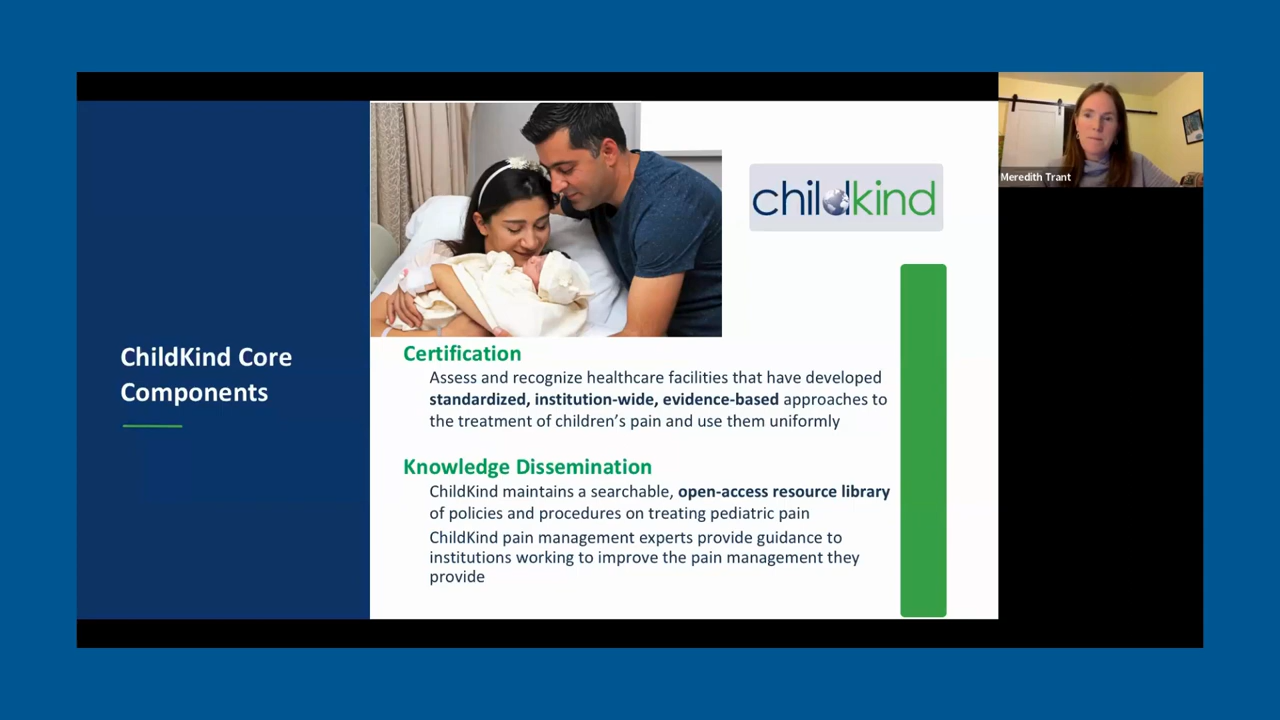 childkind
Meredith Trant
ChildKind Core
Components
Certification
Assess and recognize healthcare facilities that have developed
standardized, institution-wide, evidence-based approaches to
the treatment of children’s pain and use them uniformly
Knowledge Dissemination
ChildKind maintains a searchable, open-access resource library
of policies and procedures on treating pediatric pain
ChildKind pain management experts provide guidance to
institutions working to improve the pain management they
provide